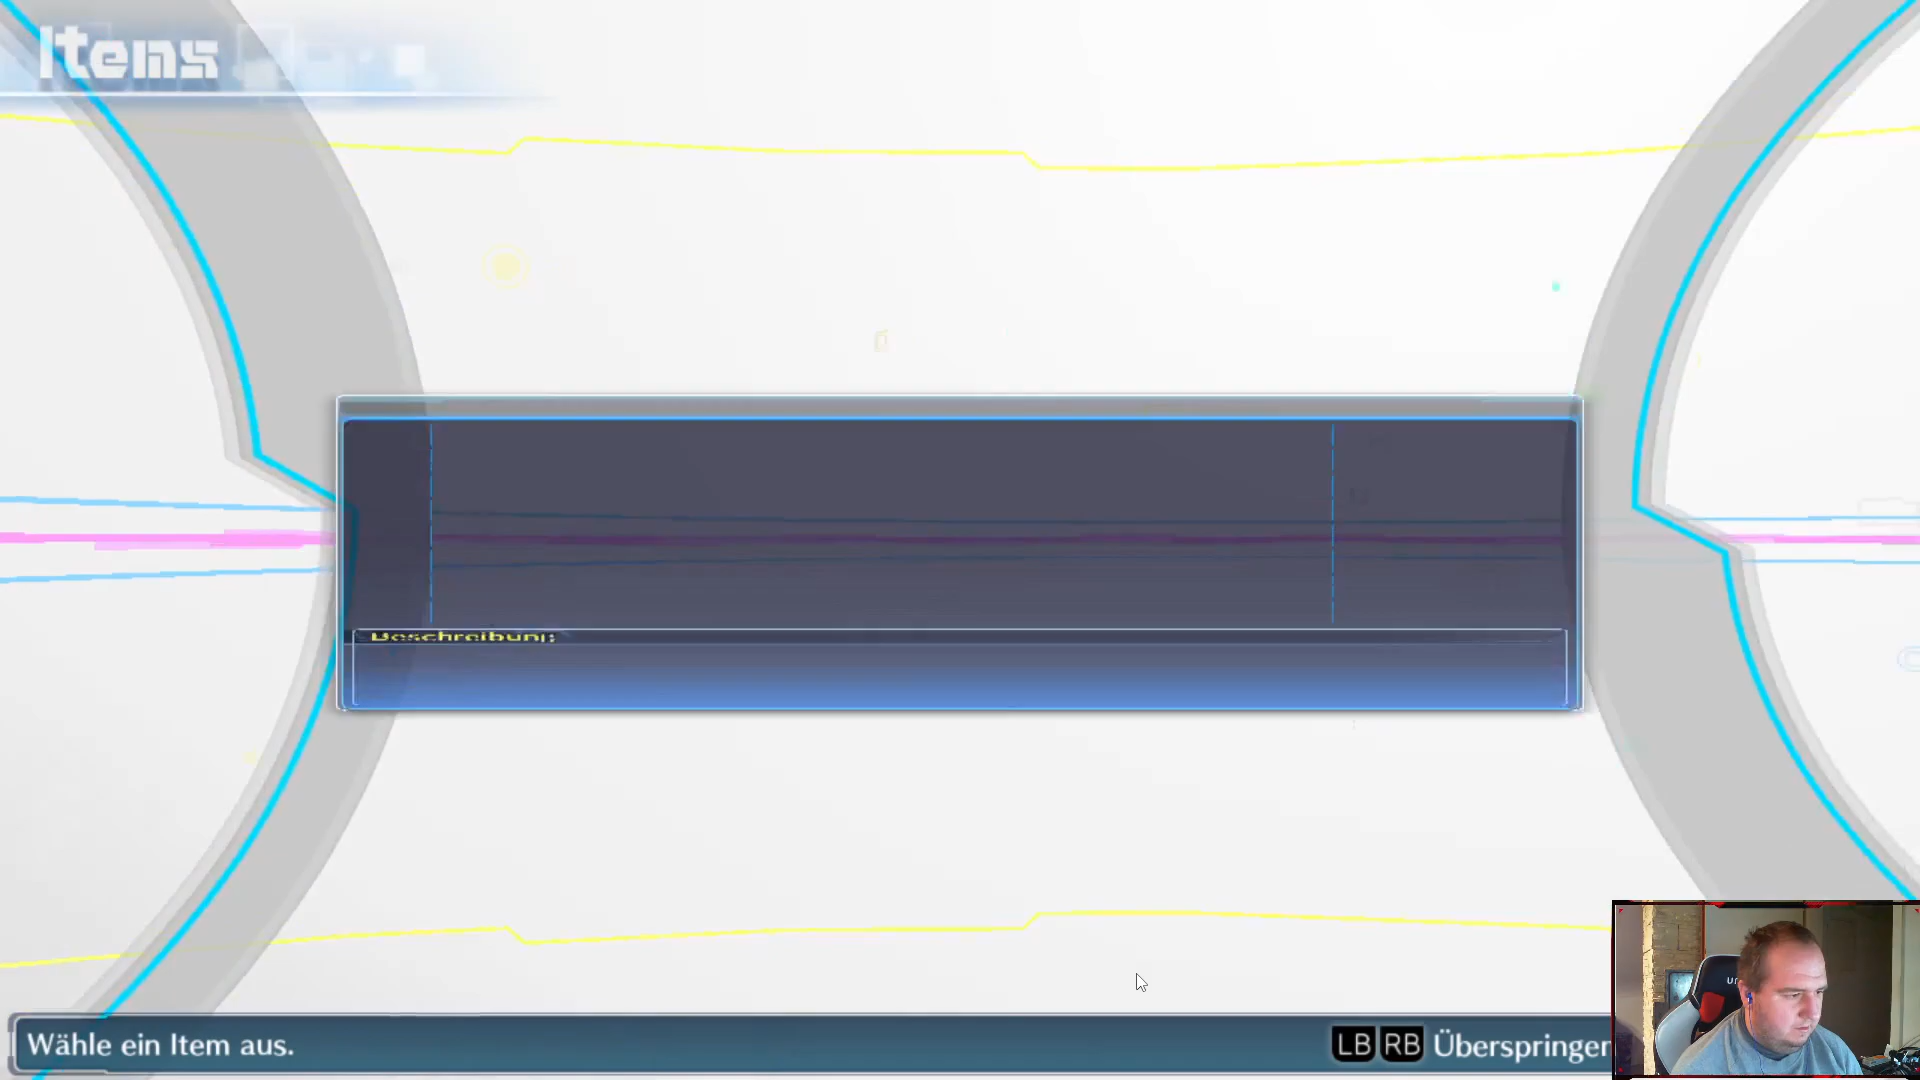 Items
Beschreibung:
Wähle ein Item aus.
LB RB Überspringen